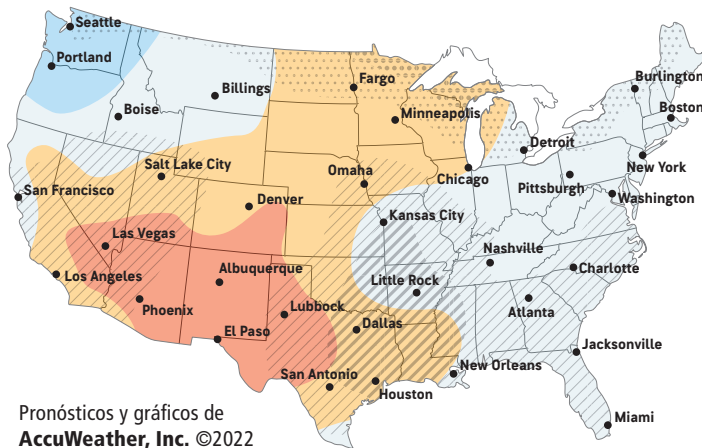 Seattle
Portland
Boise
Billings
Fargo
Minneapolis
Burlington
Boston
Detroit
New York
Chicago
Pittsburgh
Washington
Salt Lake City
Omaha
San Francisco
Denver
Kansas City
Las Vegas
Nashville
Los Angeles
Albuquerque
Little Rock
Charlotte
Phoenix
Lubbock
Atlanta
El Paso
Dallas
Jacksonville
San Antonio
New Orleans
Houston
Miami
Pronósticos y gráficos de
AccuWeather, Inc. ©2022